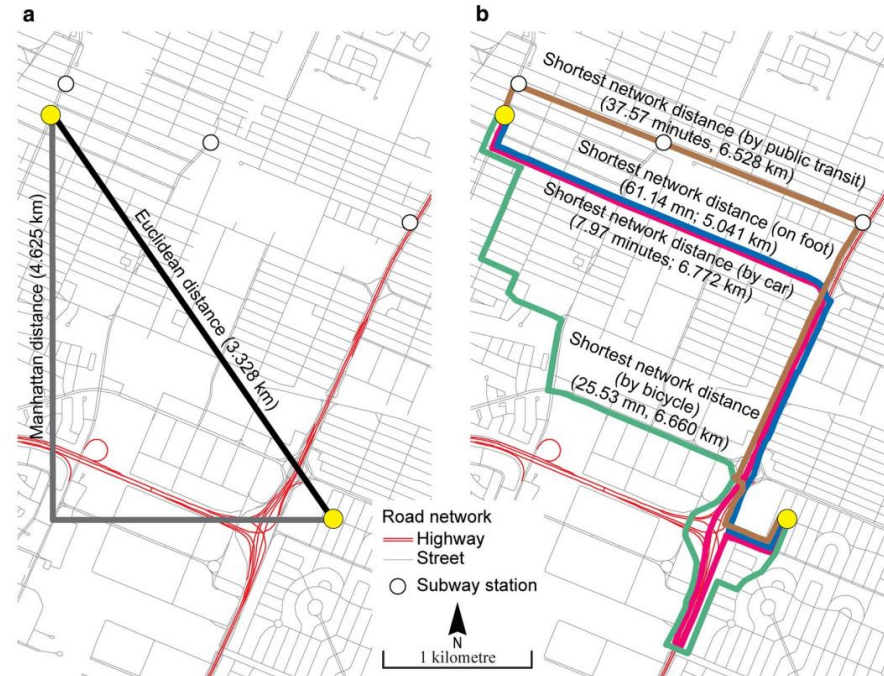 a
Manhattan distance (4.625 km)
Euclidean distance (3.328 km)
b
Shortest network distance (by public transit)
(37.57 minutes, 6.528 km)
Shortest network distance (on foot)
(61.14 mn; 5.041 km)
Shortest network distance (by car)
(7.97 minutes; 6.772 km)
Shortest network distance
(by bicycle)
(25.53 mn, 6.660 km)
Road network
Highway
Street
Subway station
N
1 kilometre